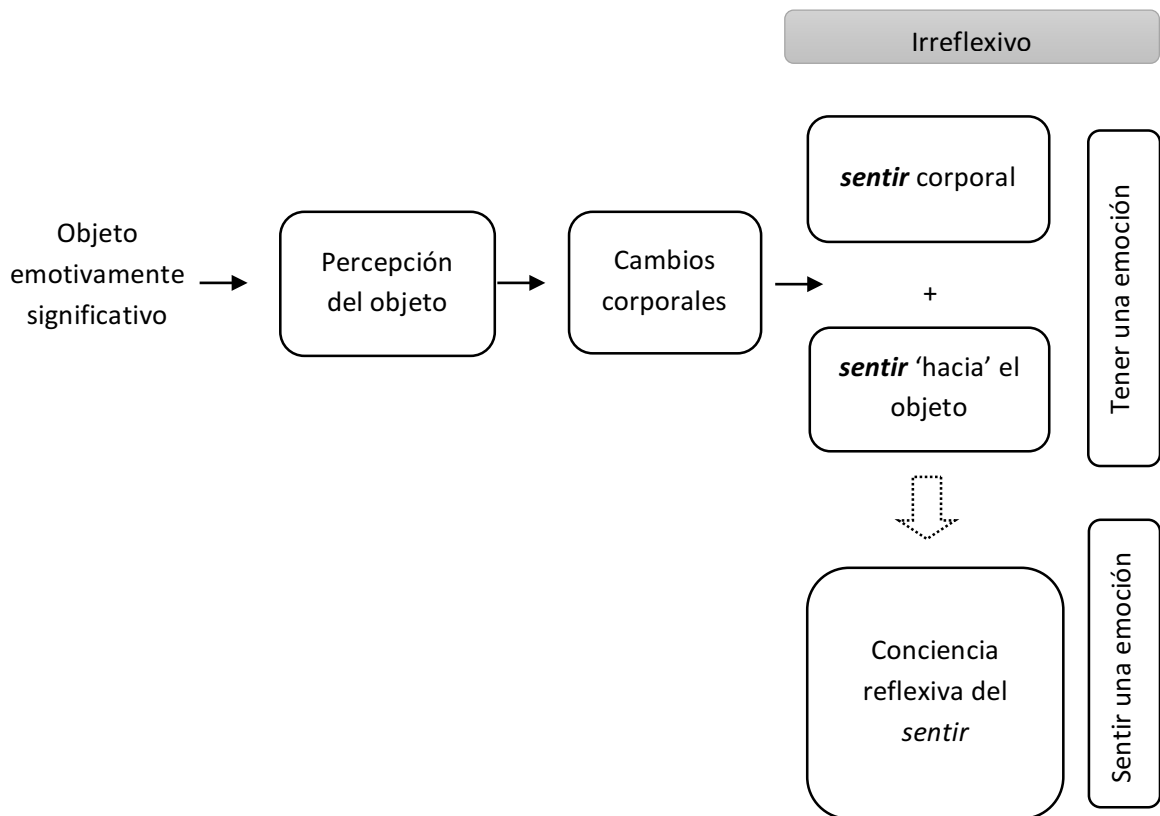 Irreflexivo
Objeto
emotivamente
significativo
Percepción
del objeto
Cambios
corporales
sentir corporal
+
sentir ‘hacia’ el
objeto
Tener una emoción
Conciencia
reflexiva del
sentir
Sentir una emoción